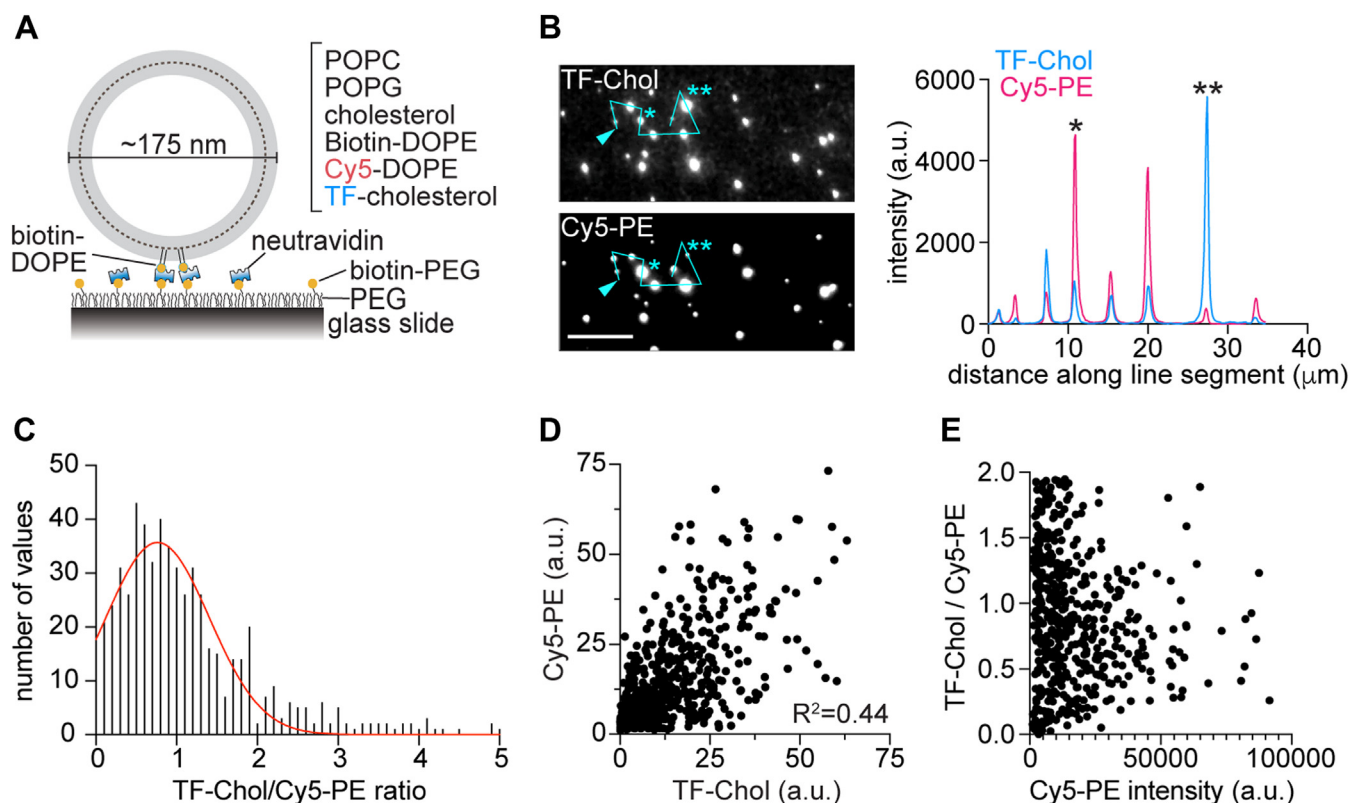 A
~175 nm
POPC
POPG
cholesterol
Biotin-DOPE
Cy5-DOPE
TF-cholesterol
biotin-
DOPE
neutravidin
biotin-PEG
PEG
glass slide
B
TF-Chol
**
*
Cy5-PE
**
*
TF-Chol
Cy5-PE
*
**
6000
4000
2000
0
intensity (a.u.)
0 10 20 30 40
distance along line segment (μm)
C
50
40
30
20
10
0
number of values
0 1 2 3 4 5
TF-Chol/Cy5-PE ratio
D
75
50
25
0
Cy5-PE (a.u.)
R²=0.44
0 25 50 75
TF-Chol (a.u.)
E
2.0
1.5
1.0
0.5
0.0
TF-Chol / Cy5-PE
0 50000 100000
Cy5-PE intensity (a.u.)